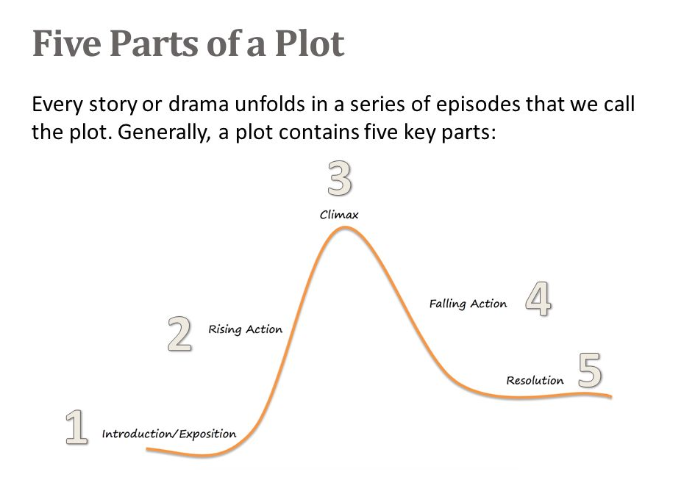 Five Parts of a Plot
Every story or drama unfolds in a series of episodes that we call
the plot. Generally, a plot contains five key parts:
3
Climax
4
Falling Action
2
Rising Action
5
Resolution
1
Introduction/Exposition